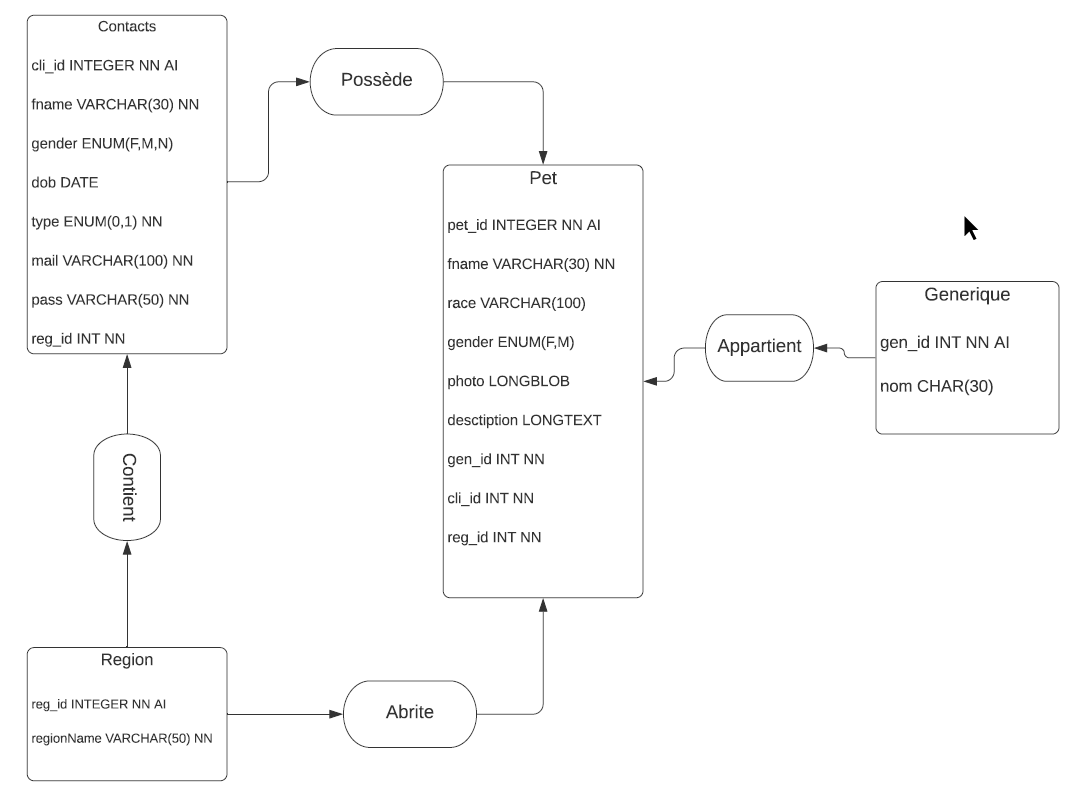 Contacts
cli_id INTEGER NN AI
fname VARCHAR(30) NN
gender ENUM(F,M,N)
dob DATE
type ENUM(0,1) NN
mail VARCHAR(100) NN
pass VARCHAR(50) NN
reg_id INT NN
Possède
Pet
pet_id INTEGER NN AI
fname VARCHAR(30) NN
race VARCHAR(100)
gender ENUM(F,M)
photo LONGBLOB
desctiption LONGTEXT
gen_id INT NN
cli_id INT NN
reg_id INT NN
Appartient
Generique
gen_id INT NN AI
nom CHAR(30)
Contient
Region
reg_id INTEGER NN AI
regionName VARCHAR(50) NN
Abrite